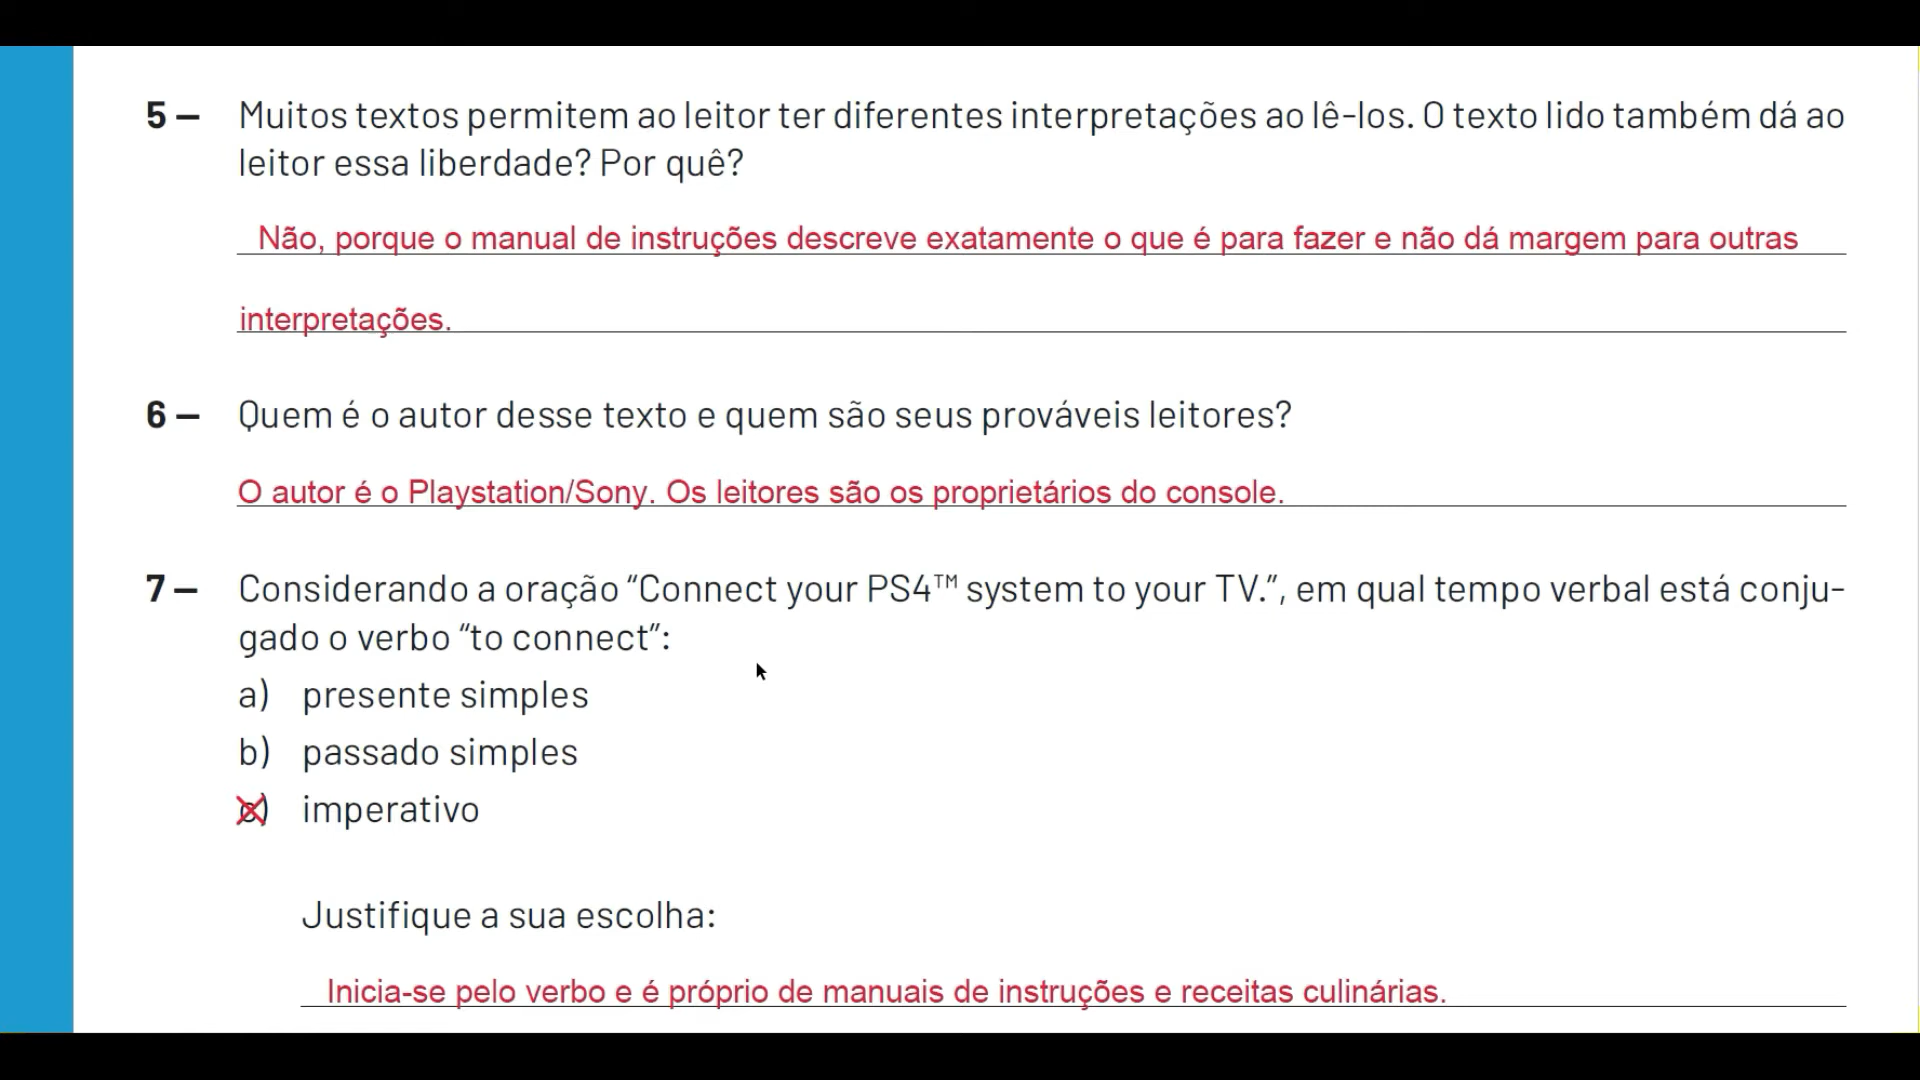 5 – Muitos textos permitem ao leitor ter diferentes interpretações ao lê-los. O texto lido também dá ao
leitor essa liberdade? Por quê?
Não, porque o manual de instruções descreve exatamente o que é para fazer e não dá margem para outras
interpretações.
6 – Quem é o autor desse texto e quem são seus prováveis leitores?
O autor é o Playstation/Sony. Os leitores são os proprietários do console.
7 – Considerando a oração “Connect your PS4™ system to your TV.”, em qual tempo verbal está conju-
gado o verbo “to connect”:
a) presente simples
b) passado simples
c) imperativo
Justifique a sua escolha:
Inicia-se pelo verbo e é próprio de manuais de instruções e receitas culinárias.